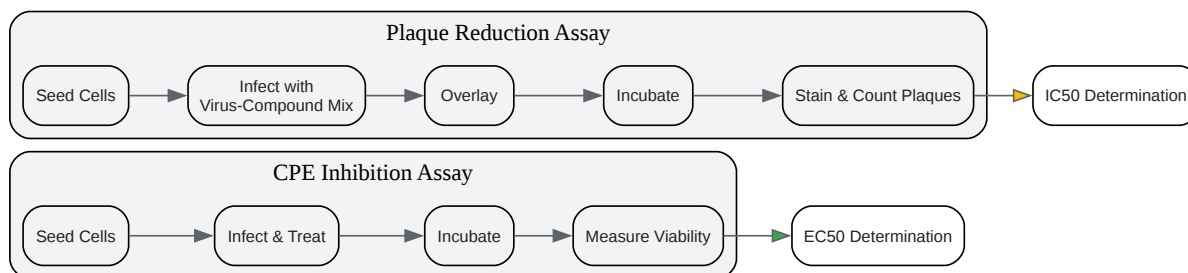 Plaque Reduction Assay
Seed Cells
Infect with
Virus-Compound Mix
Overlay
Incubate
Stain & Count Plaques
IC50 Determination
CPE Inhibition Assay
Seed Cells
Infect & Treat
Incubate
Measure Viability
EC50 Determination